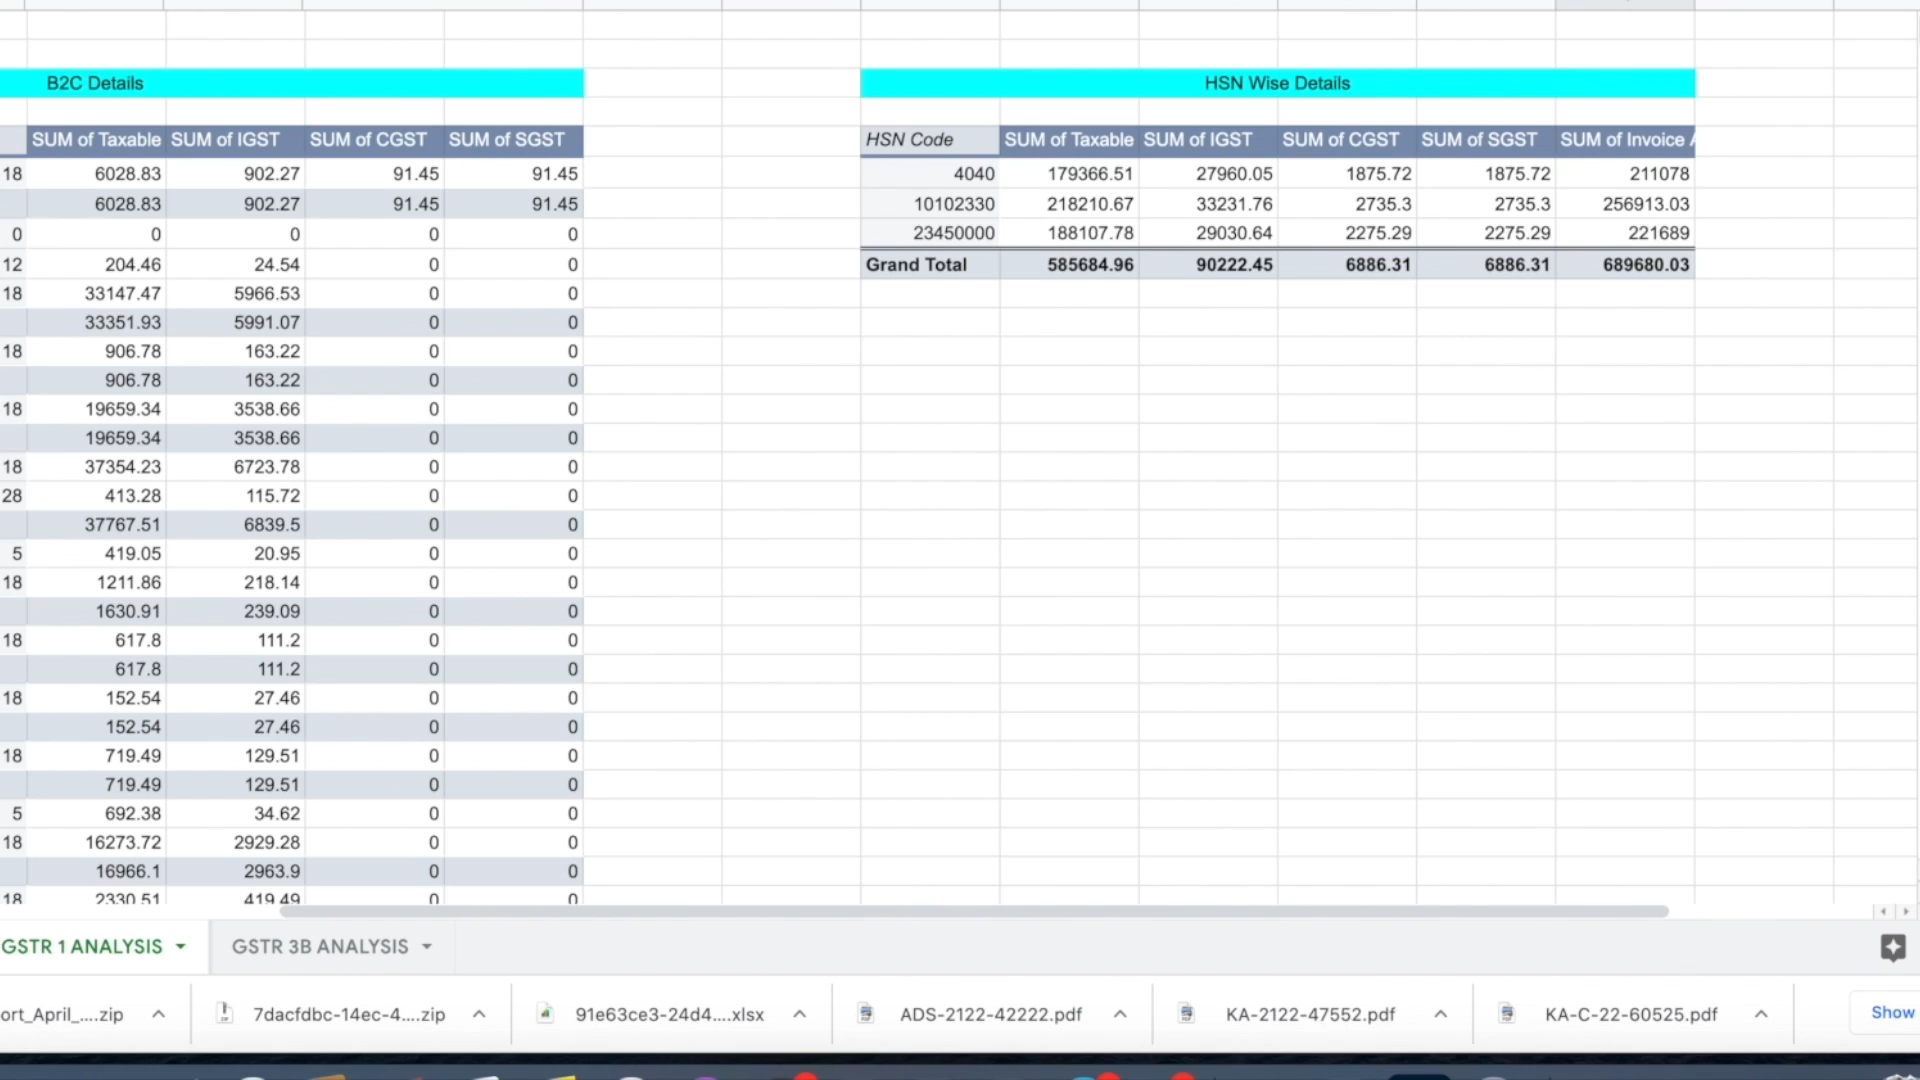 B2C Details
SUM of Taxable SUM of IGST SUM of CGST SUM of SGST
18 6028.83 902.27 91.45 91.45
6028.83 902.27 91.45 91.45
0 0 0 0 0
12 204.46 24.54 0 0
18 33147.47 5966.53 0 0
33351.93 5991.07 0 0
18 906.78 163.22 0 0
906.78 163.22 0 0
18 19659.34 3538.66 0 0
19659.34 3538.66 0 0
18 37354.23 6723.78 0 0
28 413.28 115.72 0 0
37767.51 6839.5 0 0
5 419.05 20.95 0 0
18 1211.86 218.14 0 0
1630.91 239.09 0 0
18 617.8 111.2 0 0
617.8 111.2 0 0
18 152.54 27.46 0 0
152.54 27.46 0 0
18 719.49 129.51 0 0
719.49 129.51 0 0
5 692.38 34.62 0 0
18 16273.72 2929.28 0 0
16966.1 2963.9 0 0
18 2330.51 419.49 0 0
HSN Wise Details
HSN Code SUM of Taxable SUM of IGST SUM of CGST SUM of SGST SUM of Invoice
4040 179366.51 27960.05 1875.72 1875.72 211078
10102330 218210.67 33231.76 2735.3 2735.3 256913.03
23450000 188107.78 29030.64 2275.29 2275.29 221689
Grand Total 585684.96 90222.45 6886.31 6886.31 689680.03
GSTR 1 ANALYSIS GSTR 3B ANALYSIS
ort_April_....zip 7dacfdbc-14ec-4....zip 91e63ce3-24d4....xlsx ADS-2122-42222.pdf KA-2122-47552.pdf KA-C-22-60525.pdf Show